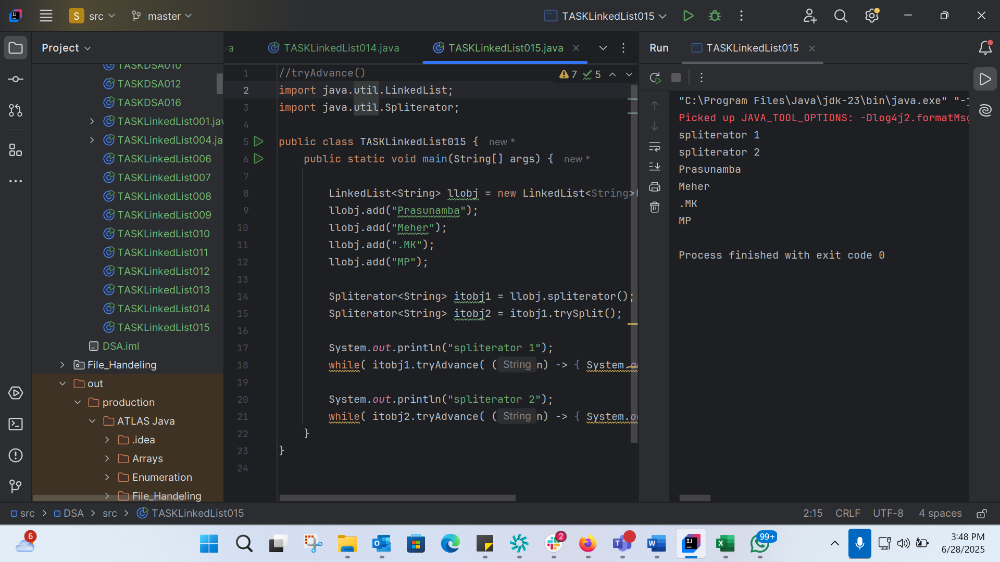 S src master TASKLinkedList015
Project
TASKDSA010
TASKDSA012
TASKDSA016
TASKLinkedList001.jav
TASKLinkedList004.ja
TASKLinkedList006
TASKLinkedList007
TASKLinkedList008
TASKLinkedList009
TASKLinkedList010
TASKLinkedList011
TASKLinkedList012
TASKLinkedList013
TASKLinkedList014
TASKLinkedList015
DSA.iml
File_Handeling
out
production
ATLAS Java
.idea
Arrays
Enumeration
File_Handeling
/a TASKLinkedList014.java TASKLinkedList015.java
7 5
1 //tryAdvance()
2 import java.util.LinkedList;
3 import java.util.Spliterator;
4
5 public class TASKLinkedList015 { new *
6 public static void main(String[] args) { new *
7
8 LinkedList<String> llobj = new LinkedList<String>(
9 llobj.add("Prasunamba");
10 llobj.add("Meher");
11 llobj.add(".MK");
12 llobj.add("MP");
13
14 Spliterator<String> itobj1 = llobj.spliterator();
15 Spliterator<String> itobj2 = itobj1.trySplit();
16
17 System.out.println("spliterator 1");
18 while( itobj1.tryAdvance( ( String n) -> { System.o
19
20 System.out.println("spliterator 2");
21 while( itobj2.tryAdvance( ( String n) -> { System.ou
22 }
23 }
24
Run TASKLinkedList015
"C:\Program Files\Java\jdk-23\bin\java.exe" "-j
Picked up JAVA_TOOL_OPTIONS: -Dlog4j2.formatMsg
spliterator 1
spliterator 2
Prasunamba
Meher
.MK
MP
Process finished with exit code 0
src > DSA > src > TASKLinkedList015
2:15 CRLF UTF-8 4 spaces
6
2
99+
3:48 PM
6/28/2025